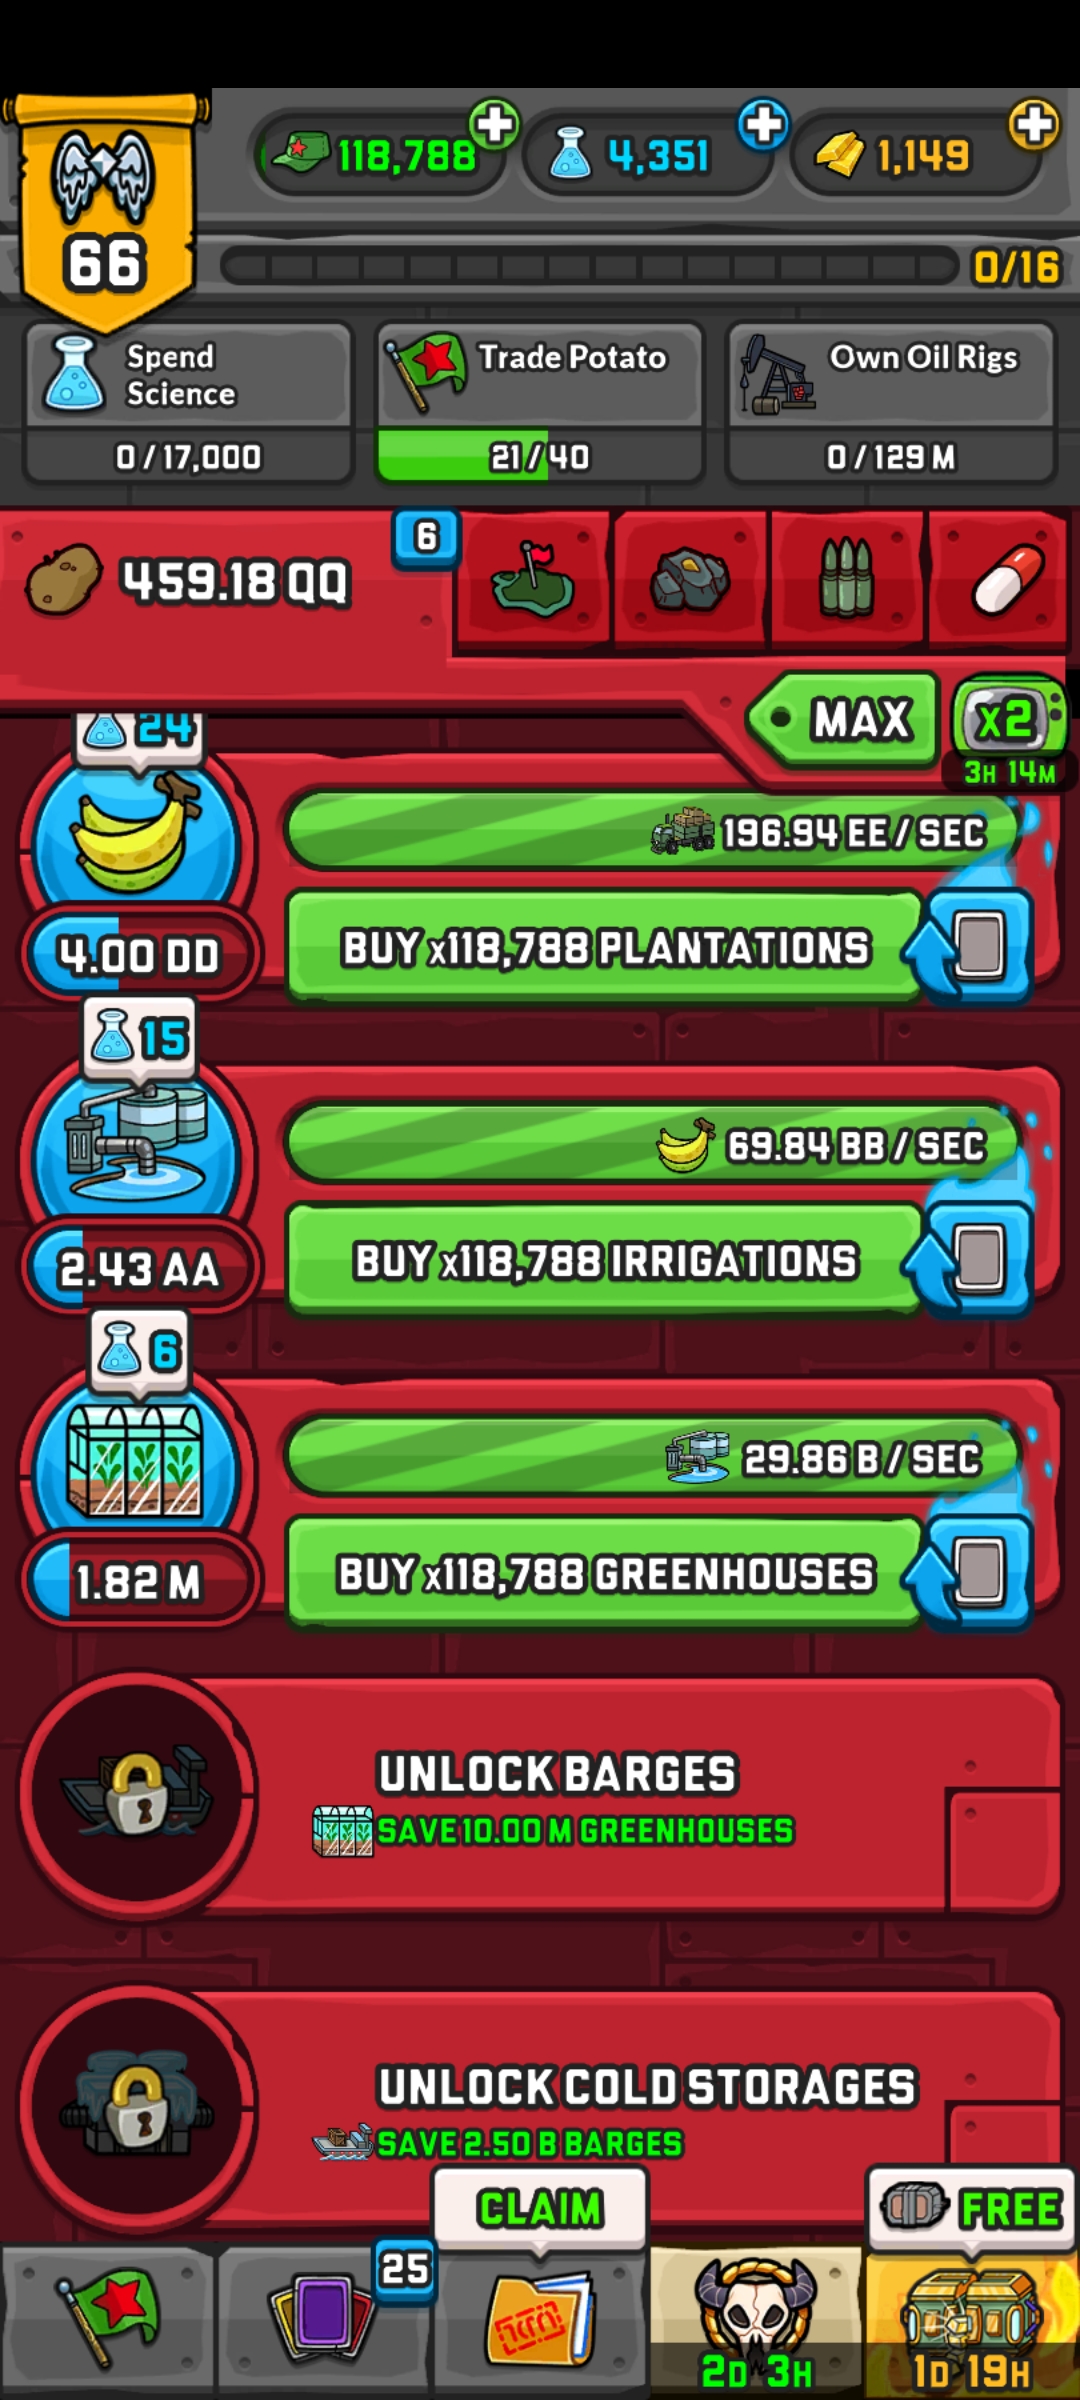 118,788
4,351
1,149
66
0/16
Spend
Science
0 / 17,000
Trade Potato
21 / 40
Own Oil Rigs
0 / 129 M
459.18 QQ
6
MAX
x2
3H 14M
24
196.94 EE / SEC
4.00 DD
BUY x118,788 PLANTATIONS
15
69.84 BB / SEC
2.43 AA
BUY x118,788 IRRIGATIONS
6
29.86 B / SEC
1.82 M
BUY x118,788 GREENHOUSES
UNLOCK BARGES
SAVE 10.00 M GREENHOUSES
UNLOCK COLD STORAGES
SAVE 2.50 B BARGES
CLAIM
FREE
25
2D 3H
1D 19H